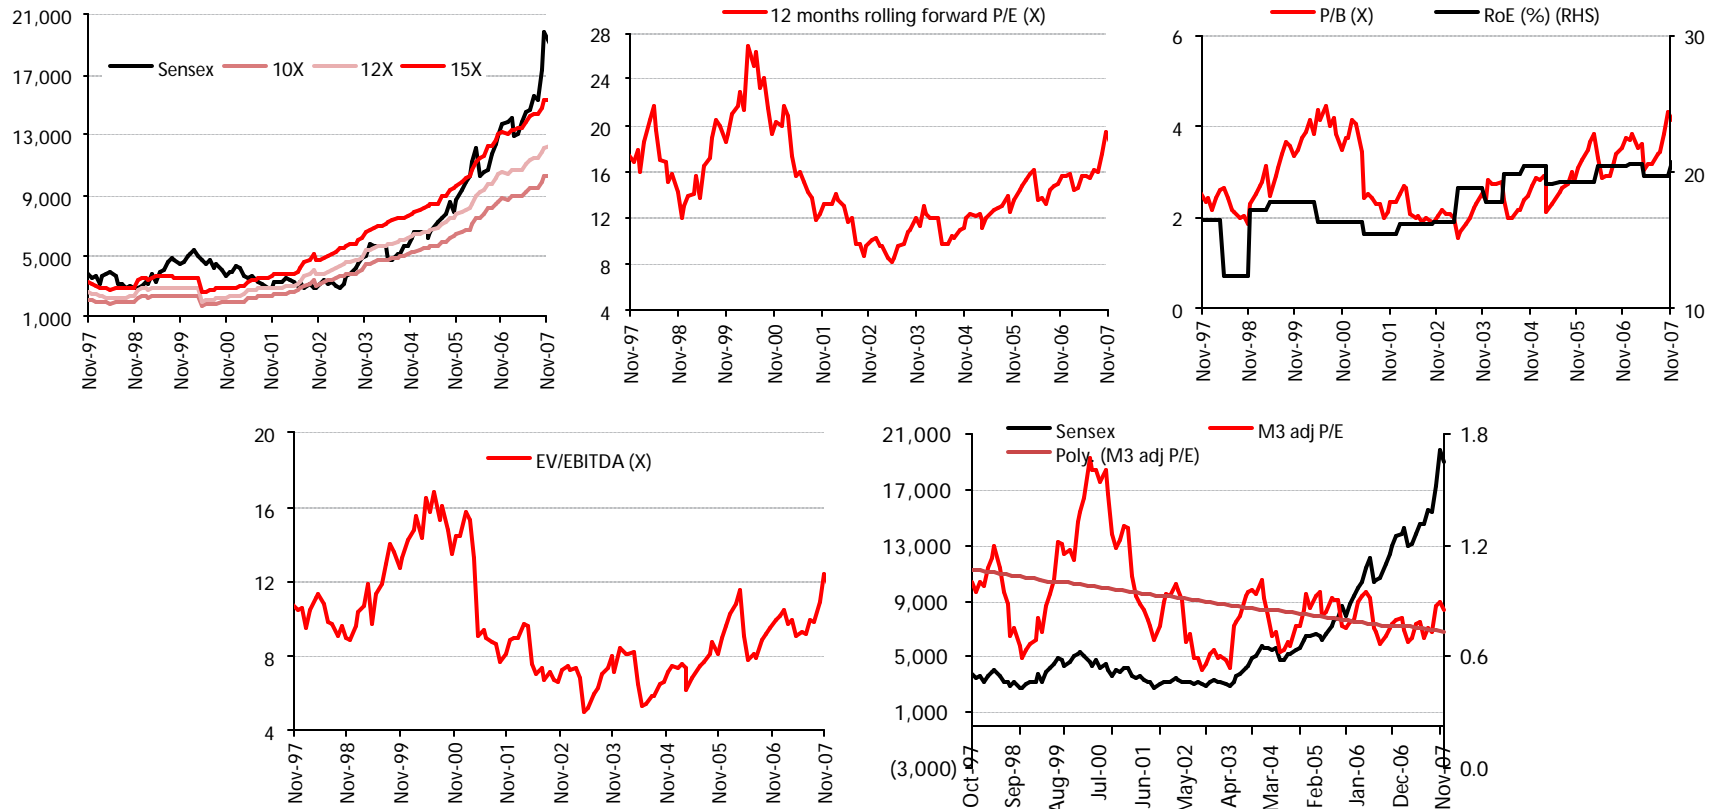 21,000
17,000
13,000
9,000
5,000
1,000
Sensex 10X 12X 15X
Nov-97
Nov-98
Nov-99
Nov-00
Nov-01
Nov-02
Nov-03
Nov-04
Nov-05
Nov-06
Nov-07
12 months rolling forward P/E (X)
28
24
20
16
12
8
4
Nov-97
Nov-98
Nov-99
Nov-00
Nov-01
Nov-02
Nov-03
Nov-04
Nov-05
Nov-06
Nov-07
P/B (X) RoE (%) (RHS)
6
4
2
0
30
20
10
Nov-97
Nov-98
Nov-99
Nov-00
Nov-01
Nov-02
Nov-03
Nov-04
Nov-05
Nov-06
Nov-07
EV/EBITDA (X)
20
16
12
8
4
Nov-97
Nov-98
Nov-99
Nov-00
Nov-01
Nov-02
Nov-03
Nov-04
Nov-05
Nov-06
Nov-07
Sensex M3 adj P/E
Poly. (M3 adj P/E)
21,000
17,000
13,000
9,000
5,000
1,000
(3,000)
1.8
1.2
0.6
0.0
Oct-97
Sep-98
Aug-99
Jul-00
Jun-01
May-02
Apr-03
Mar-04
Feb-05
Jan-06
Dec-06
Nov-07